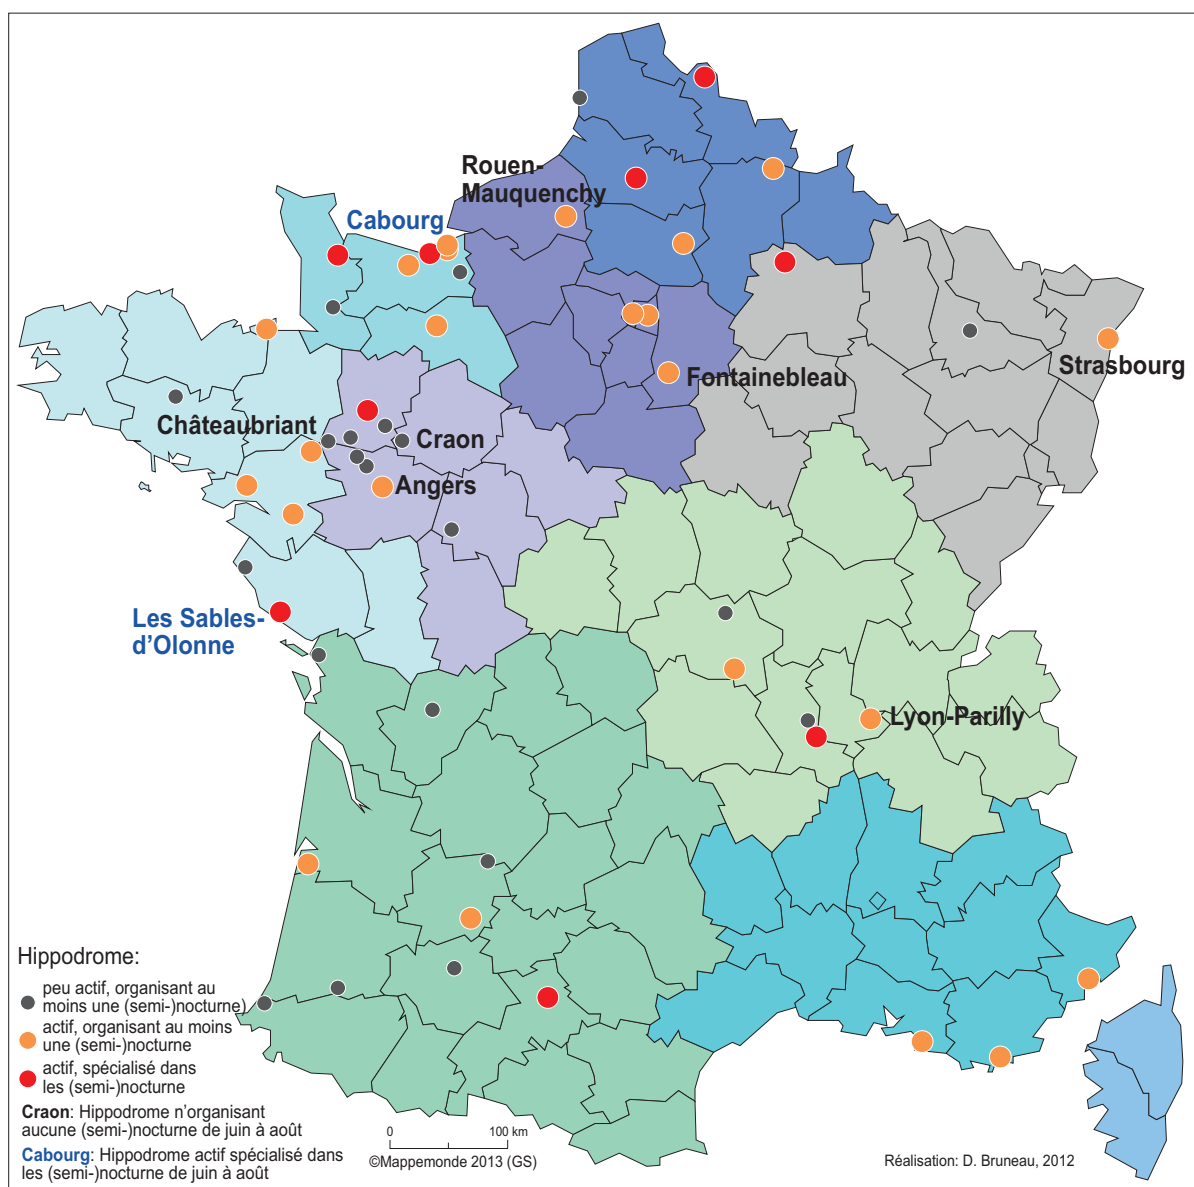 Rouen-
Mauquenchy
Cabourg
Strasbourg
Fontainebleau
Châteaubriant
Craon
Angers
Les Sables-
d'Olonne
Lyon-Parilly
Hippodrome:
peu actif, organisant au
moins une (semi-)nocturne)
actif, organisant au moins
une (semi-)nocturne
actif, spécialisé dans
les (semi-)nocturne
Craon: Hippodrome n'organisant
aucune (semi-)nocturne de juin à août
Cabourg: Hippodrome actif spécialisé dans
les (semi-)nocturne de juin à août
0 100 km
©Mappemonde 2013 (GS)
Réalisation: D. Bruneau, 2012